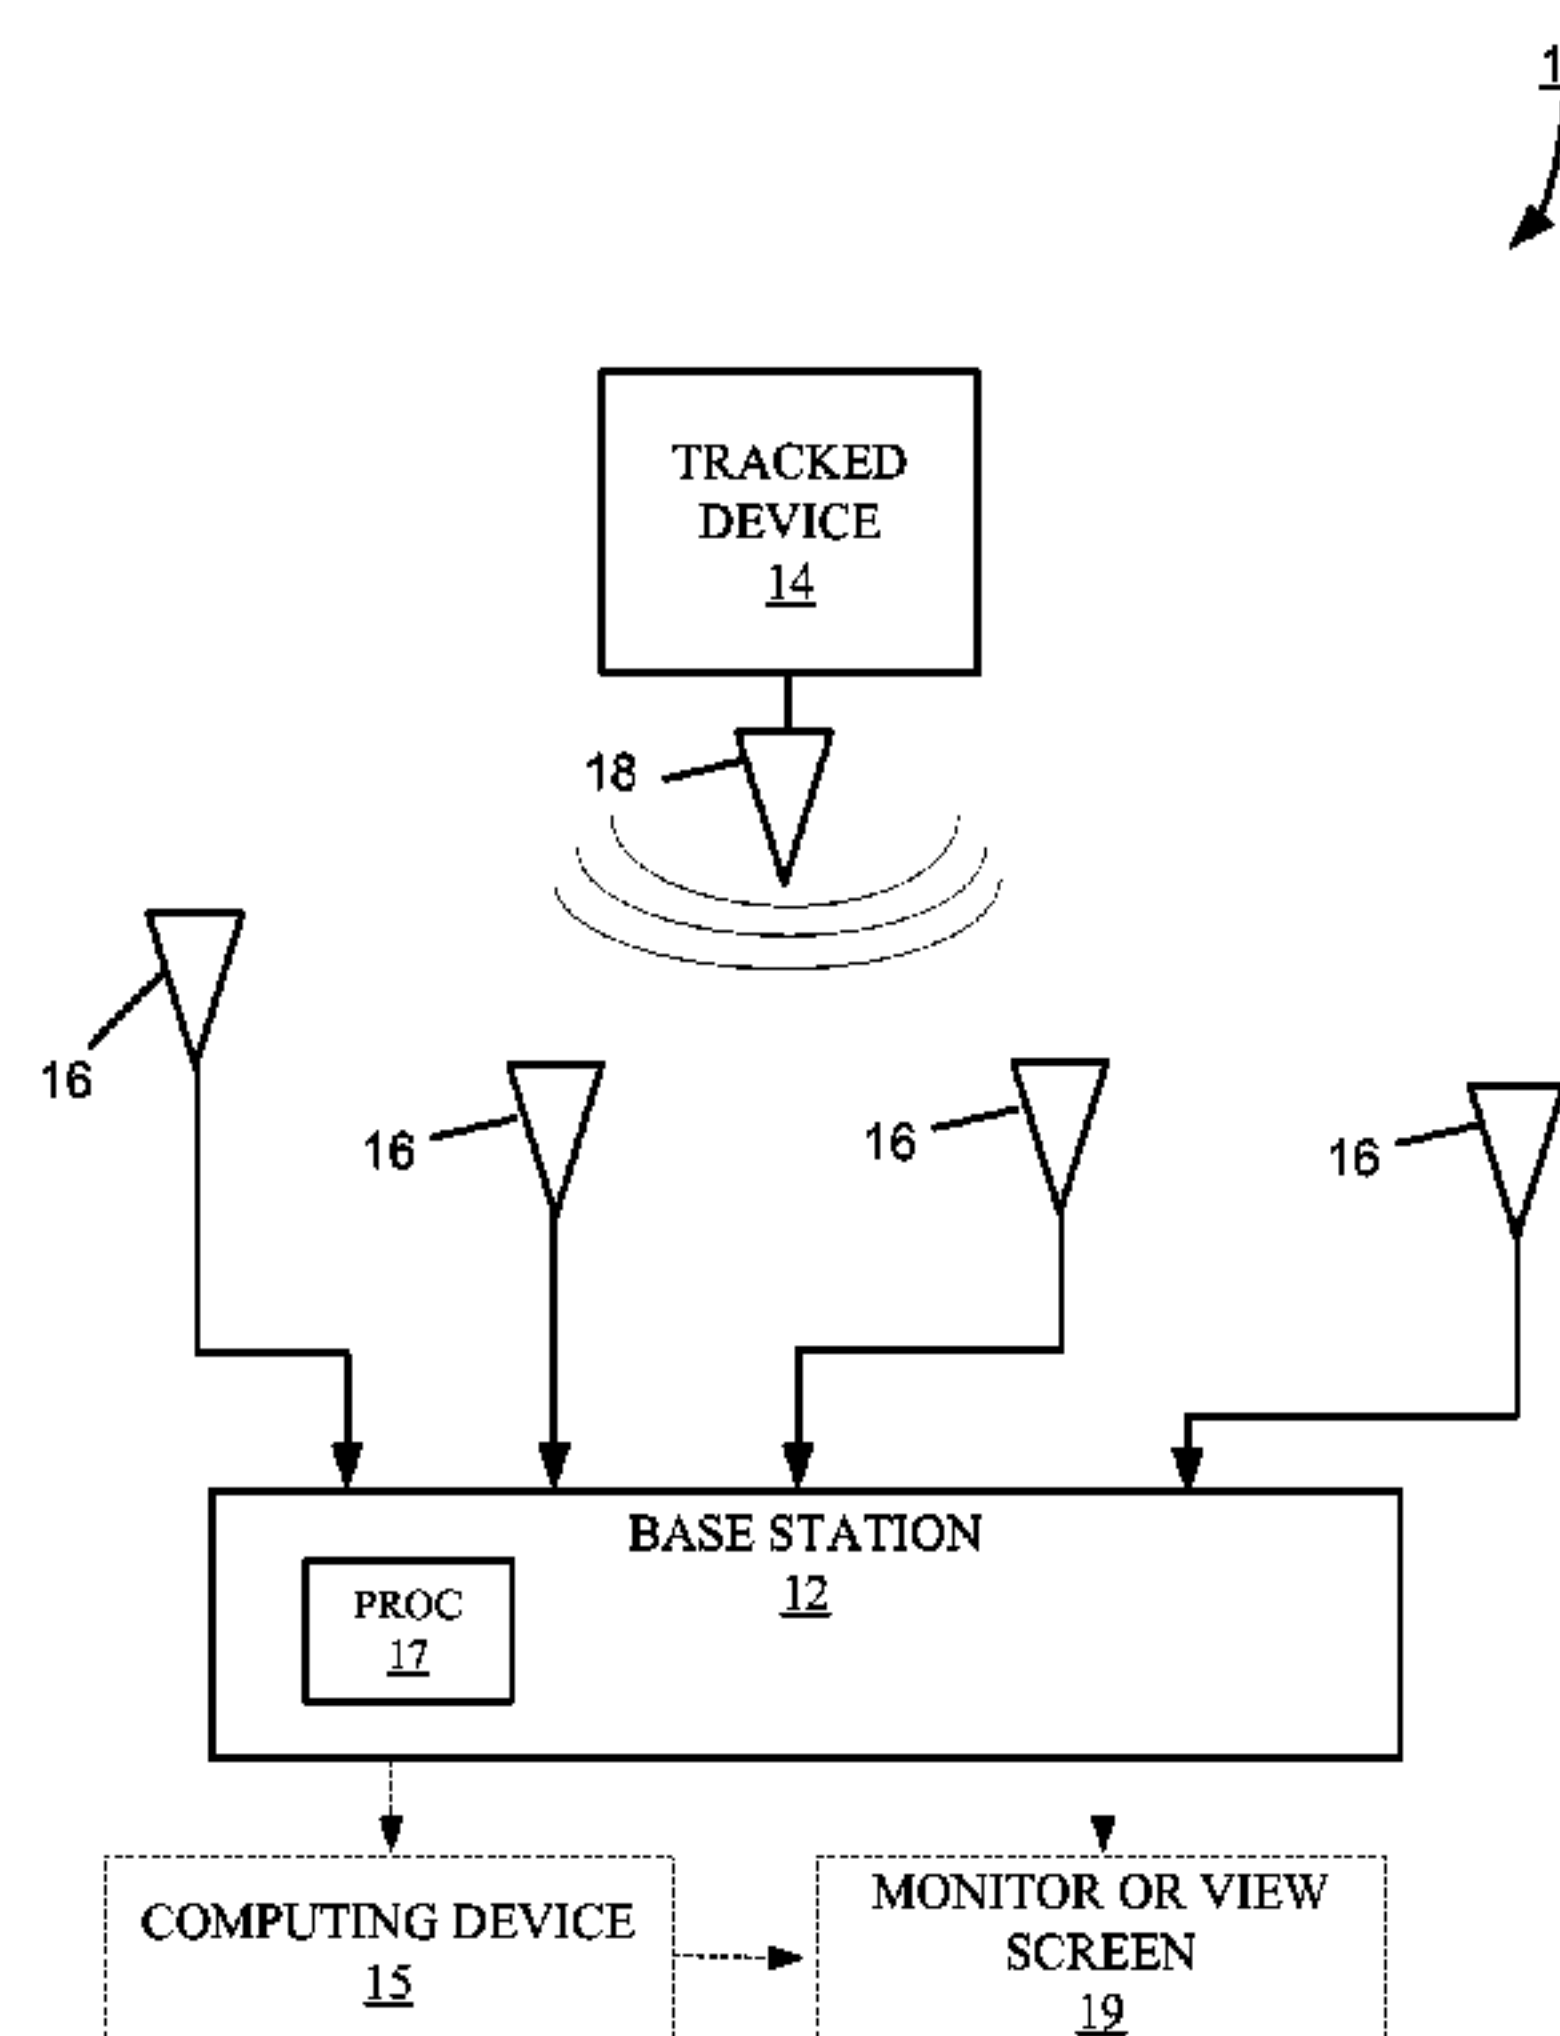 TRACKED
DEVICE
14
18
16
16
16
16
BASE STATION
12
PROC
17
COMPUTING DEVICE
15
MONITOR OR VIEW
SCREEN
19